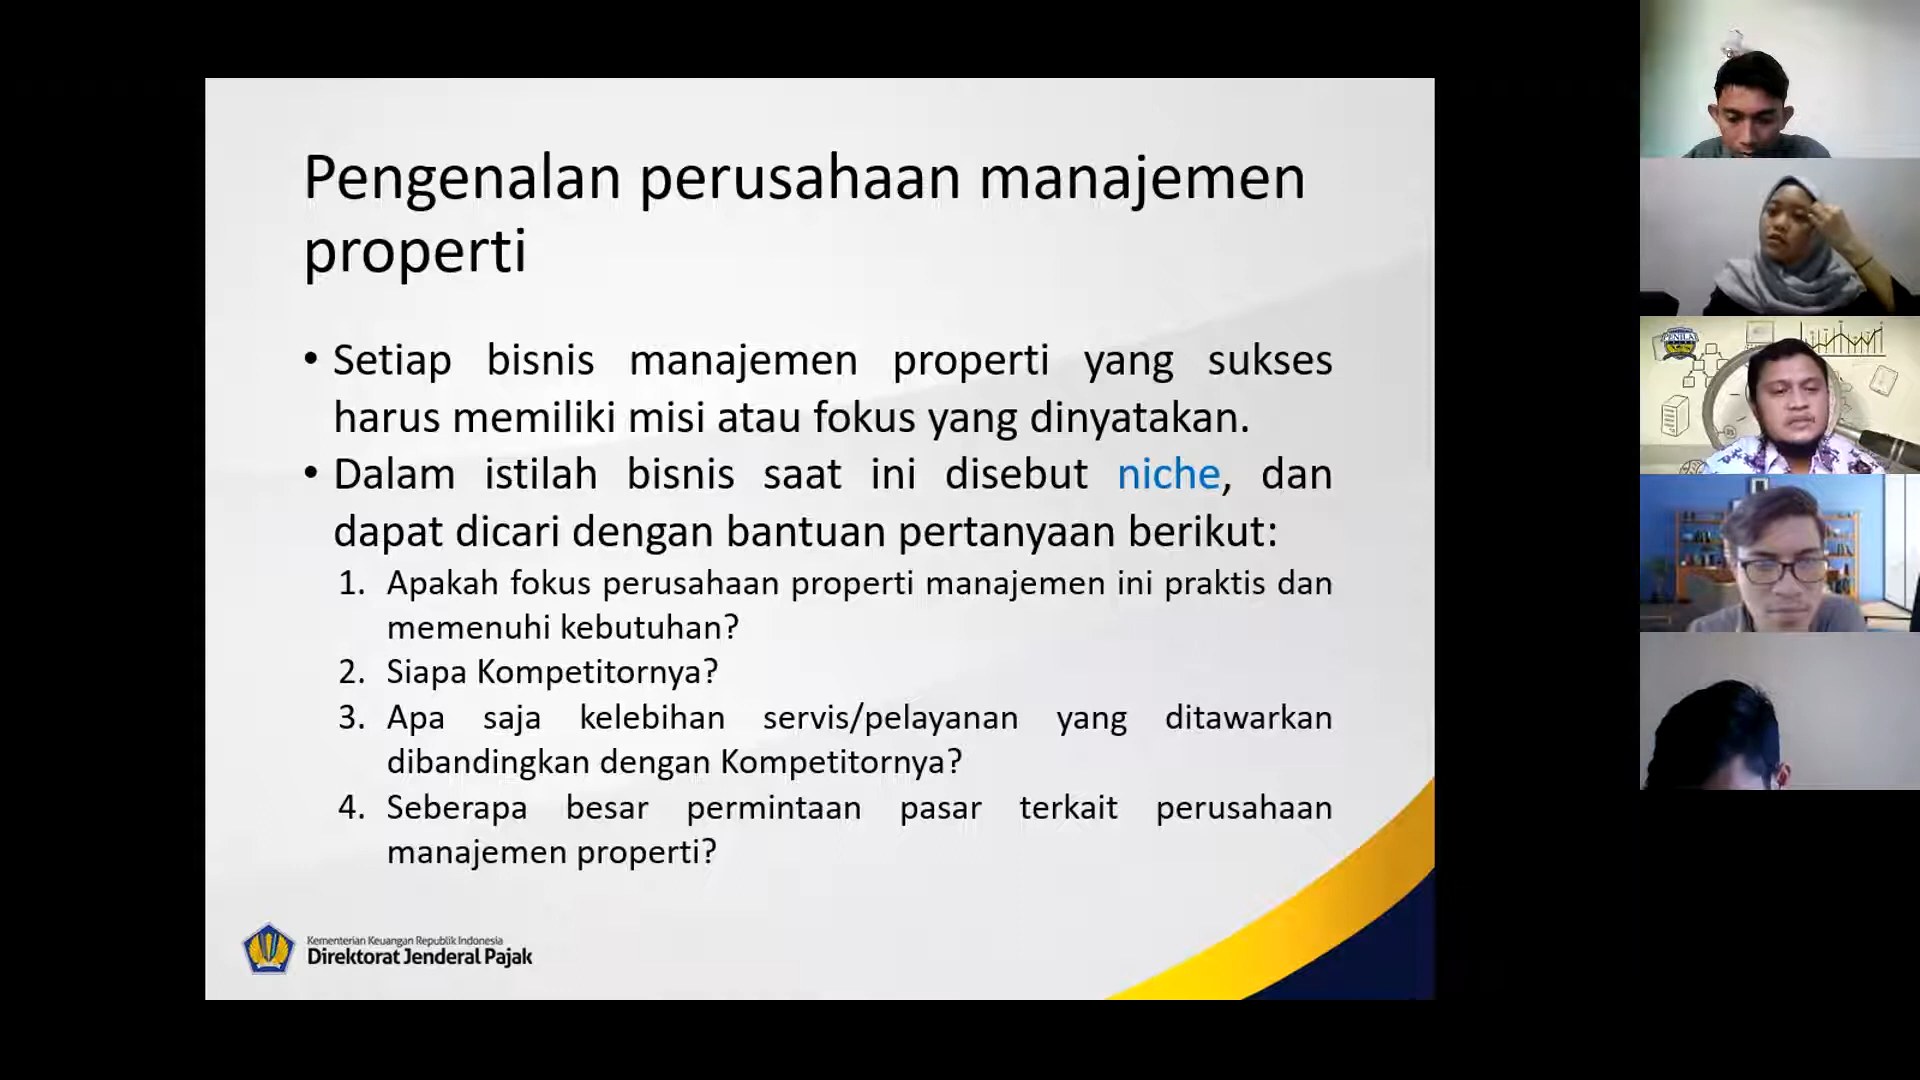 Pengenalan perusahaan manajemen
properti
• Setiap bisnis manajemen properti yang sukses
harus memiliki misi atau fokus yang dinyatakan.
• Dalam istilah bisnis saat ini disebut niche, dan
dapat dicari dengan bantuan pertanyaan berikut:
1. Apakah fokus perusahaan properti manajemen ini praktis dan
memenuhi kebutuhan?
2. Siapa Kompetitornya?
3. Apa saja kelebihan servis/pelayanan yang ditawarkan
dibandingkan dengan Kompetitornya?
4. Seberapa besar permintaan pasar terkait perusahaan
manajemen properti?
Kementerian Keuangan Republik Indonesia
Direktorat Jenderal Pajak
PENILAI